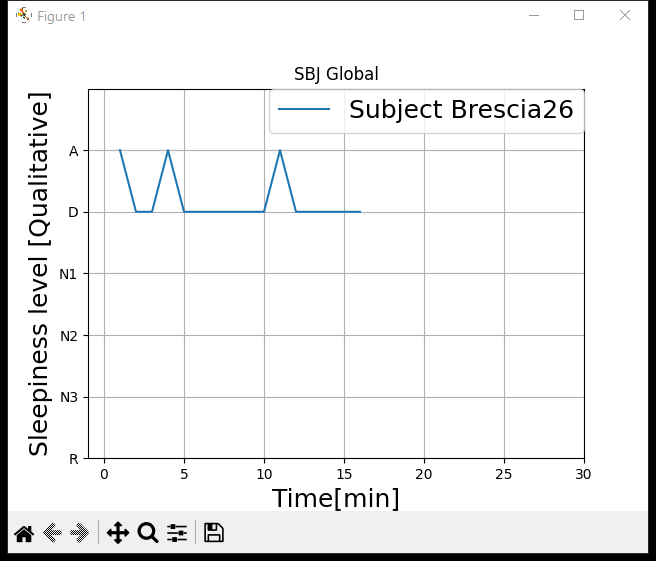 Figure 1
SBJ Global
Subject Brescia26
Sleepiness level [Qualitative]
A
D
N1
N2
N3
R
0 5 10 15 20 25 30
Time[min]